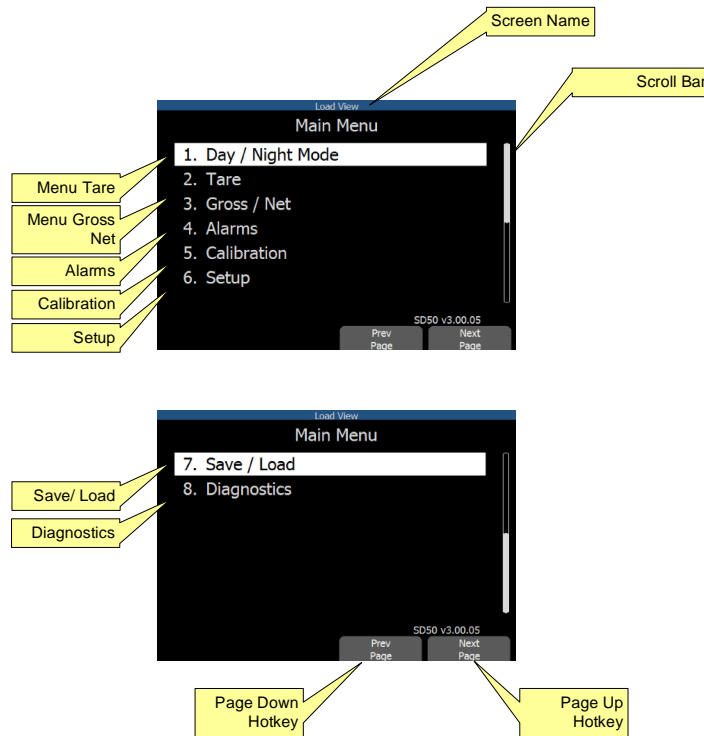 Screen Name
Scroll Bar
Load View
Main Menu
1. Day / Night Mode
2. Tare
3. Gross / Net
4. Alarms
5. Calibration
6. Setup
Menu Tare
Menu Gross
Net
Alarms
Calibration
Setup
SD50 v3.00.05
Prev
Page
Next
Page
Load View
Main Menu
7. Save / Load
8. Diagnostics
Save/ Load
Diagnostics
SD50 v3.00.05
Prev
Page
Next
Page
Page Down
Hotkey
Page Up
Hotkey